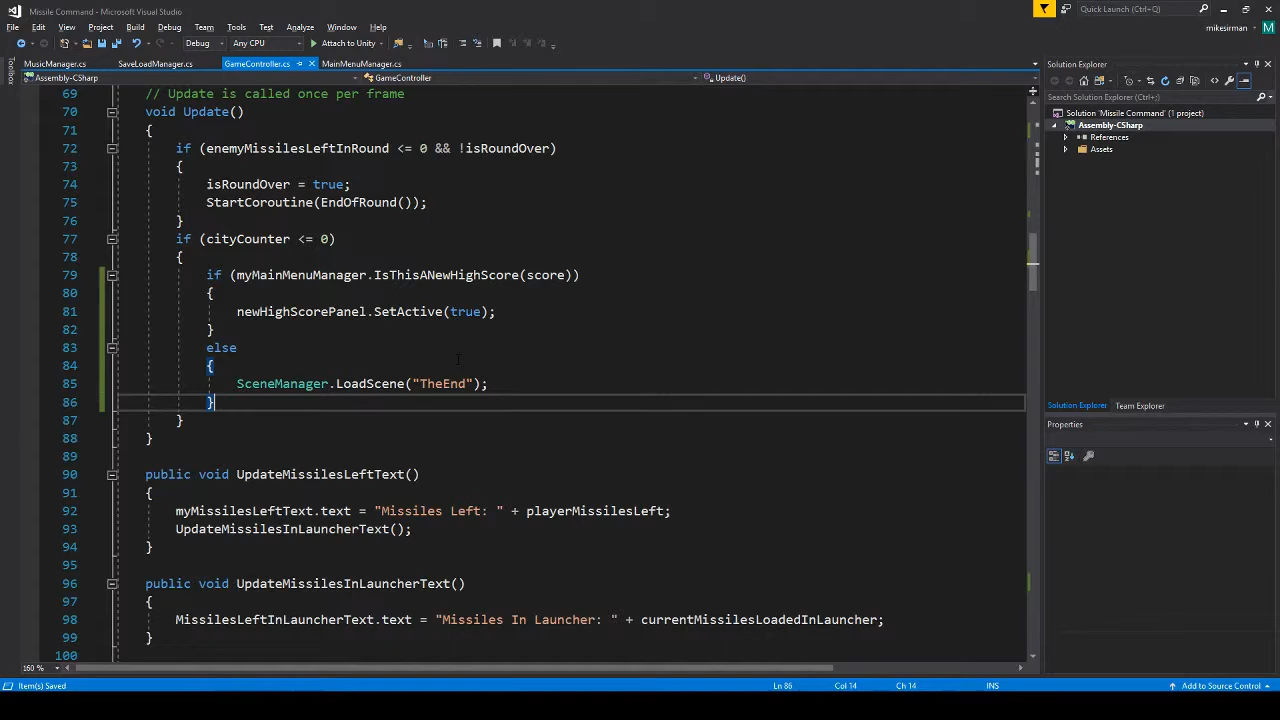 Missile Command - Microsoft Visual Studio
Quick Launch (Ctrl+Q)
File Edit View Project Build Debug Team Tools Test Analyze Window Help
mikesirman M
Debug Any CPU Attach to Unity
Toolbox
MusicManager.cs SaveLoadManager.cs GameController.cs MainMenuManager.cs
Assembly-CSharp GameController Update()
69 // Update is called once per frame
70 void Update()
71 {
72 if (enemyMissilesLeftInRound <= 0 && !isRoundOver)
73 {
74 isRoundOver = true;
75 StartCoroutine(EndOfRound());
76 }
77 if (cityCounter <= 0)
78 {
79 if (myMainMenuManager.IsThisANewHighScore(score))
80 {
81 newHighScorePanel.SetActive(true);
82 }
83 else
84 {
85 SceneManager.LoadScene("TheEnd");
86 }
87 }
88 }
89
90 public void UpdateMissilesLeftText()
91 {
92 myMissilesLeftText.text = "Missiles Left: " + playerMissilesLeft;
93 UpdateMissilesInLauncherText();
94 }
95
96 public void UpdateMissilesInLauncherText()
97 {
98 MissilesLeftInLauncherText.text = "Missiles In Launcher: " + currentMissilesLoadedInLauncher;
99 }
100
160 %
Solution Explorer
Search Solution Explorer (Ctrl+;)
Solution 'Missile Command' (1 project)
Assembly-CSharp
References
Assets
Solution Explorer Team Explorer
Properties
Item(s) Saved Ln 86 Col 14 Ch 14 INS Add to Source Control